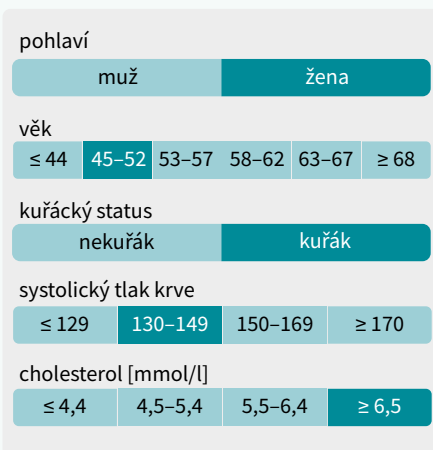 pohlaví
muž žena
věk
≤ 44 45–52 53–57 58–62 63–67 ≥ 68
kuřácký status
nekuřák kuřák
systolický tlak krve
≤ 129 130–149 150–169 ≥ 170
cholesterol [mmol/l]
≤ 4,4 4,5–5,4 5,5–6,4 ≥ 6,5